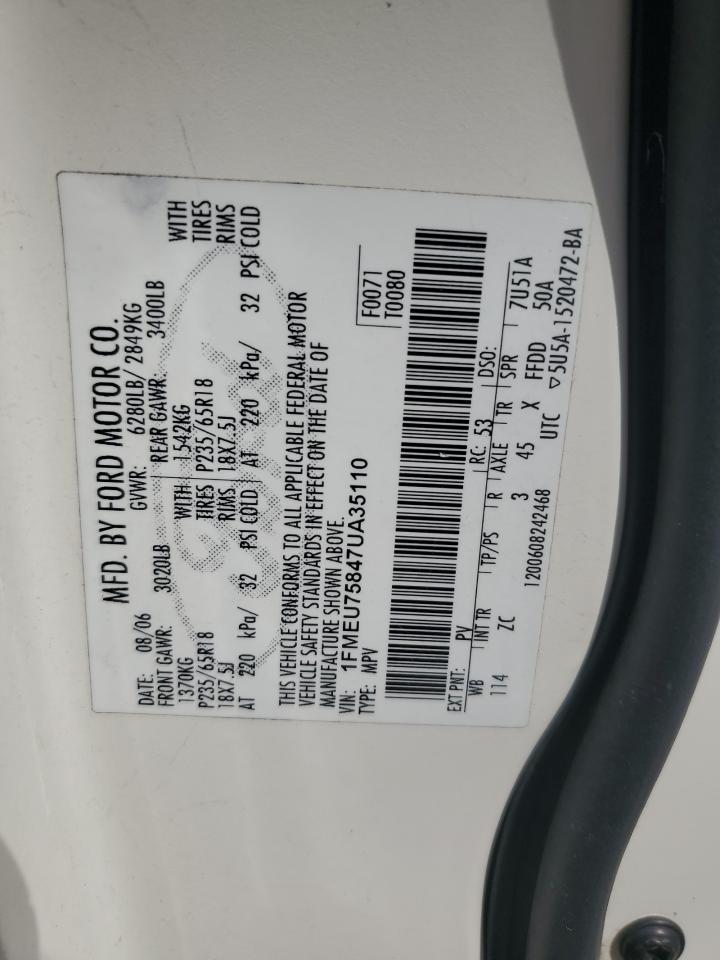 MFD. BY FORD MOTOR CO.
DATE: 08/06 GVWR: 6280LB/ 2849KG
FRONT GAWR: 3020LB REAR GAWR: 3400LB
1370KG WITH 1542KG WITH
P235/65R18 TIRES P235/65R18 TIRES
18X7.5J RIMS 18X7.5J RIMS
AT 220 kPa/ 32 PSI COLD AT 220 kPa/ 32 PSI COLD
THIS VEHICLE CONFORMS TO ALL APPLICABLE FEDERAL MOTOR
VEHICLE SAFETY STANDARDS IN EFFECT ON THE DATE OF
MANUFACTURE SHOWN ABOVE.
VIN: 1FMEU75847UA35110
TYPE: MPV
F0071
T0080
EXT PNT: PV RC: 53 DSO:
WB INT TR TP/PS R AXLE TR SPR 7U51A
114 ZC 3 45 X FFDD 50A
1200608242468 UTC ▽5U5A-1520472-BA